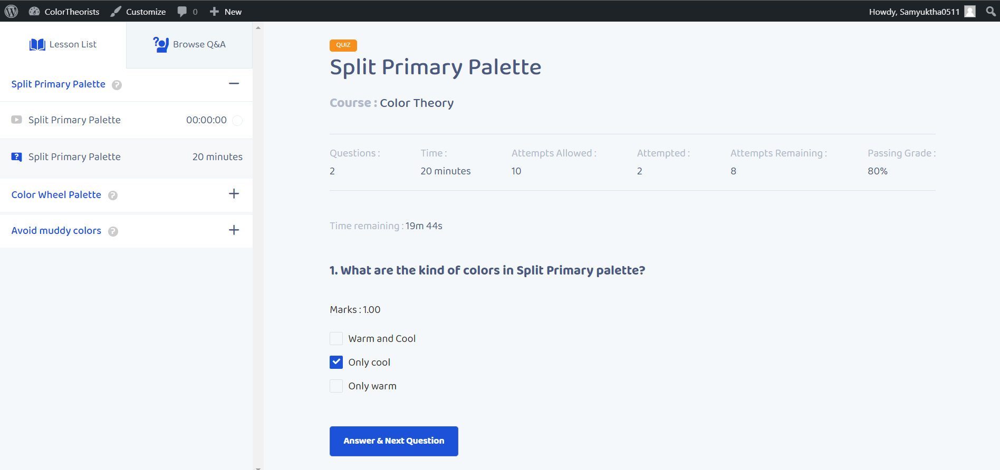 ColorTheorists Customize 0 New Howdy, Samyuktha0511
Lesson List Browse Q&A
Split Primary Palette ?
Split Primary Palette 00:00:00
Split Primary Palette 20 minutes
Color Wheel Palette ?
Avoid muddy colors ?
QUIZ
Split Primary Palette
Course : Color Theory
Questions : Time : Attempts Allowed : Attempted : Attempts Remaining : Passing Grade :
2 20 minutes 10 2 8 80%
Time remaining : 19m 44s
1. What are the kind of colors in Split Primary palette?
Marks : 1.00
Warm and Cool
Only cool
Only warm
Answer & Next Question